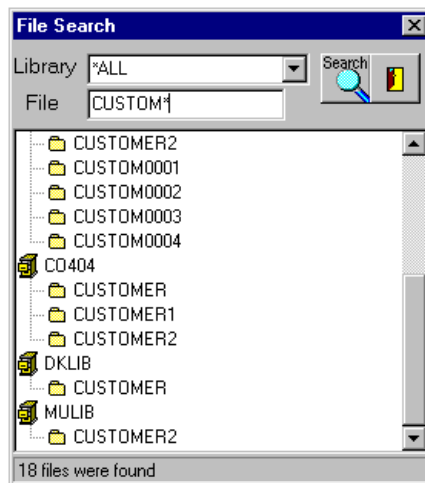 File Search
Library *ALL Search
File CUSTOM*
CUSTOMER2
CUSTOM0001
CUSTOM0002
CUSTOM0003
CUSTOM0004
CO404
CUSTOMER
CUSTOMER1
CUSTOMER2
DKLIB
CUSTOMER
MULIB
CUSTOMER2
18 files were found